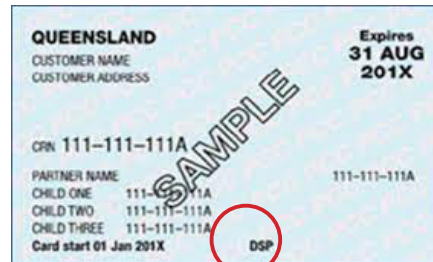 QUEENSLAND
Expires
31 AUG
201X
CUSTOMER NAME
CUSTOMER ADDRESS
SAMPLE
CRN 111-111-111A
PARTNER NAME 111-111-111A
CHILD ONE 111-111-111A
CHILD TWO 111-111-111A
CHILD THREE 111-111-111A
Card start 01 Jan 201X DSP